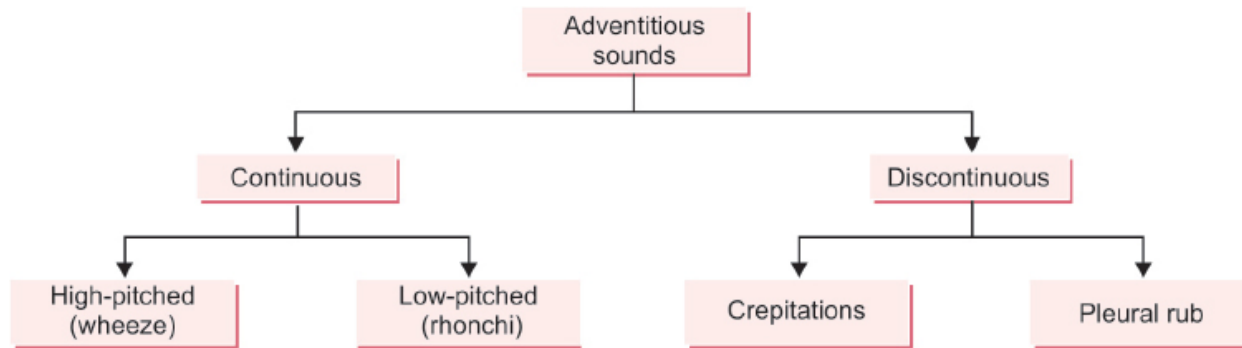 Adventitious
sounds
Continuous
Discontinuous
High-pitched
(wheeze)
Low-pitched
(rhonchi)
Crepitations
Pleural rub